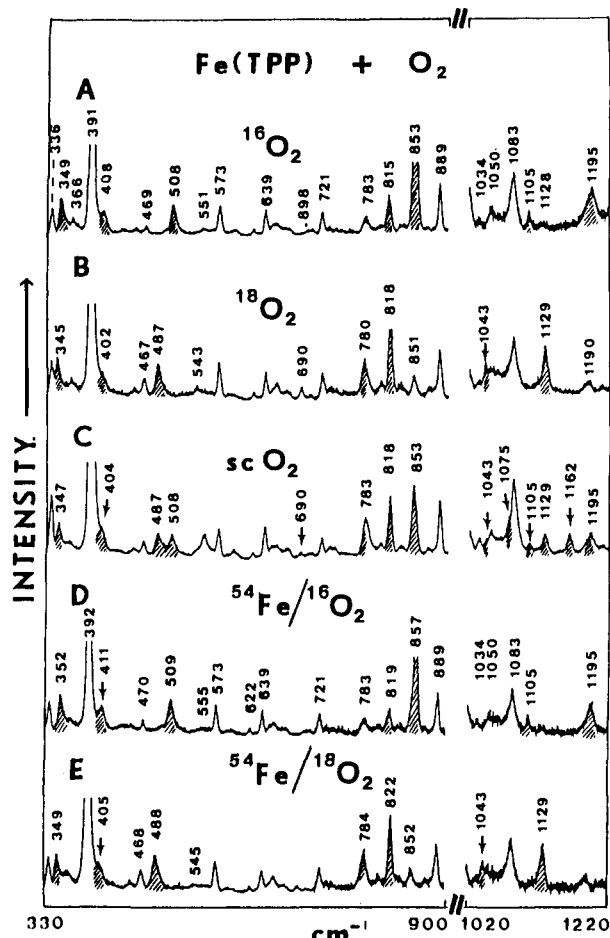 Fe(TPP) + O2
A
16O2
336 349 366 391 408 469 508 551 573 639 898 721 783 815 853 889 1034 1050 1083 1105 1128 1195
B
18O2
345 402 467 487 543 690 780 818 851 1043 1129 1190
C
sc O2
347 404 487 508 690 783 818 853 1043 1075 1105 1129 1162 1195
D
54Fe/16O2
352 392 411 470 509 555 573 622 639 721 783 819 857 889 1034 1050 1083 1105 1195
E
54Fe/18O2
349 405 468 488 545 784 822 852 1043 1129
INTENSITY.
330 900 1020 1220
cm-1